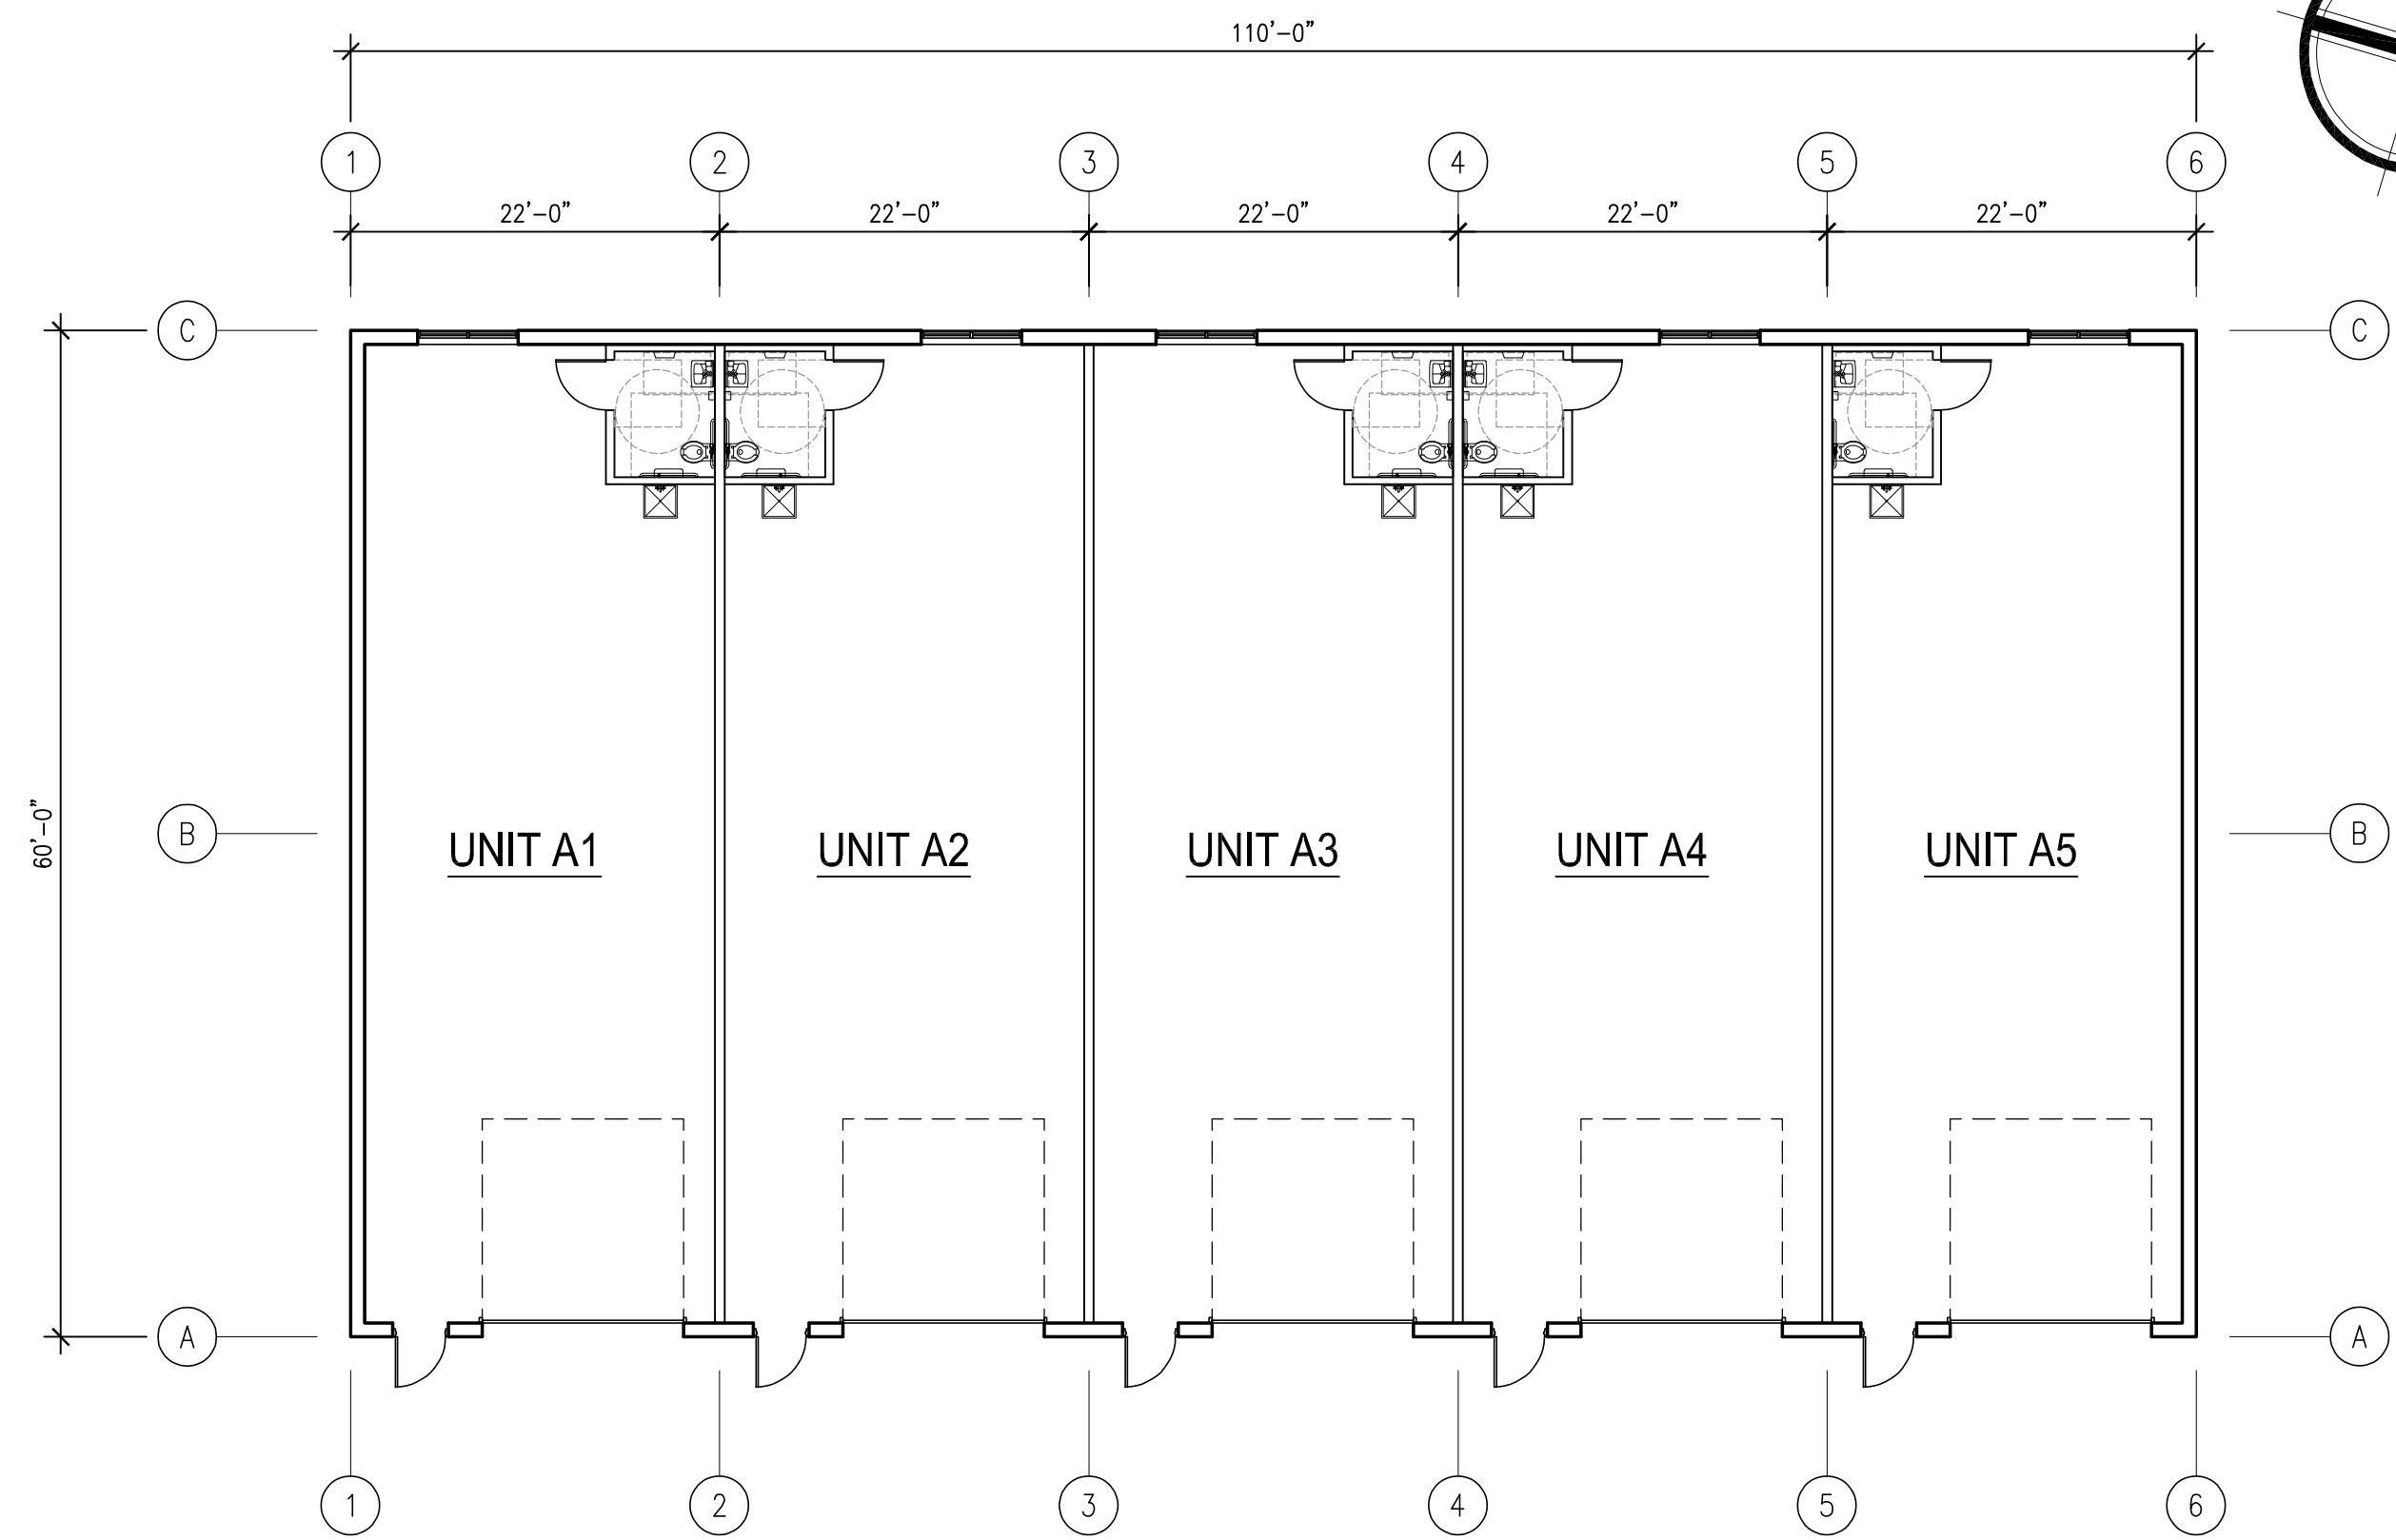 110'-0"
1 2 3 4 5 6
22'-0" 22'-0" 22'-0" 22'-0" 22'-0"
C C
60'-0"
B B
UNIT A1 UNIT A2 UNIT A3 UNIT A4 UNIT A5
A A
1 2 3 4 5 6